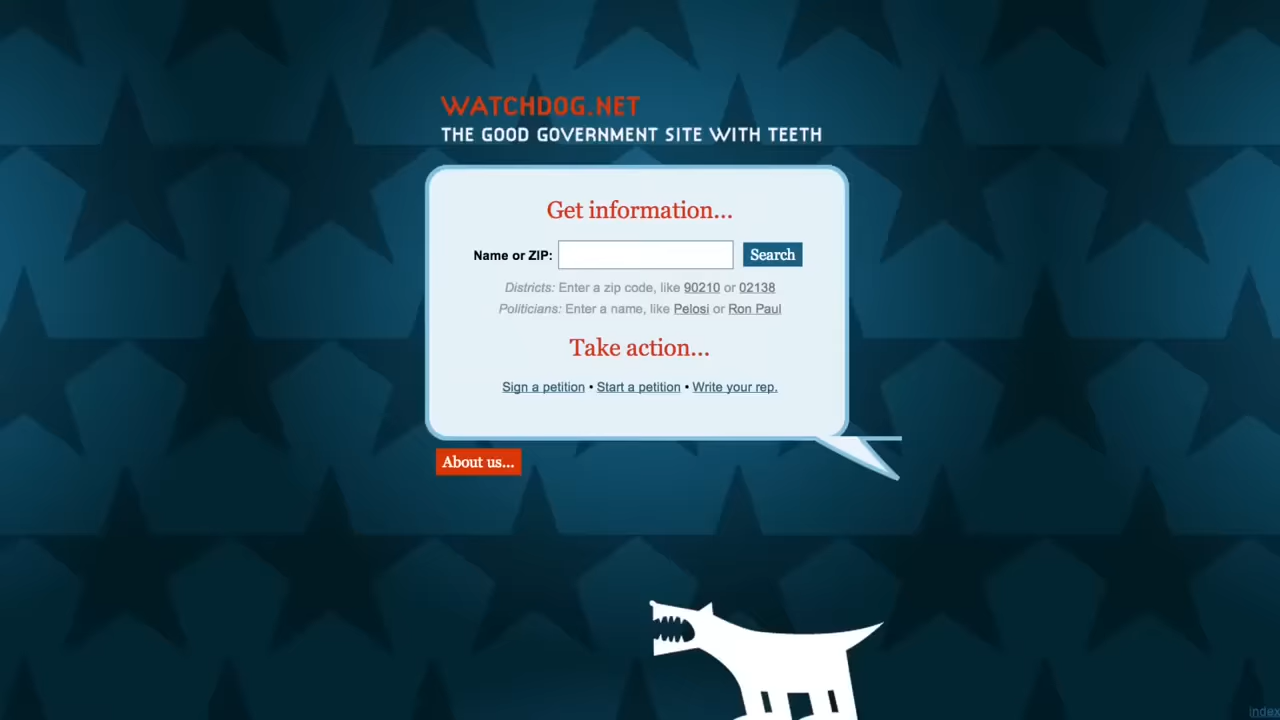 WATCHDOG.NET
THE GOOD GOVERNMENT SITE WITH TEETH
Get information...
Name or ZIP: Search
Districts: Enter a zip code, like 90210 or 02138
Politicians: Enter a name, like Pelosi or Ron Paul
Take action...
Sign a petition • Start a petition • Write your rep.
About us...
index